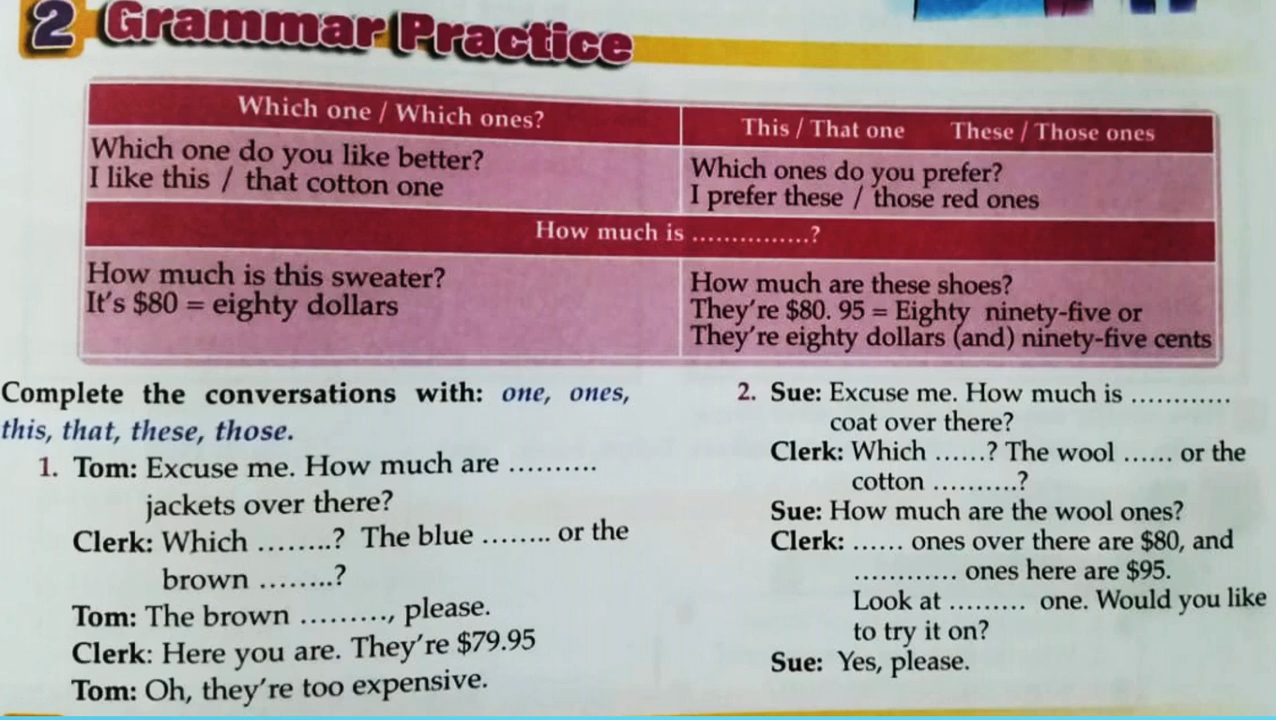 2 Grammar Practice
Which one / Which ones?
This / That one These / Those ones
Which one do you like better?
I like this / that cotton one
Which ones do you prefer?
I prefer these / those red ones
How much is ...............?
How much is this sweater?
It's $80 = eighty dollars
How much are these shoes?
They're $80. 95 = Eighty ninety-five or
They're eighty dollars (and) ninety-five cents
Complete the conversations with: one, ones,
this, that, these, those.
1. Tom: Excuse me. How much are ..........
jackets over there?
Clerk: Which ........? The blue ........ or the
brown ........?
Tom: The brown ........., please.
Clerk: Here you are. They're $79.95
Tom: Oh, they're too expensive.
2. Sue: Excuse me. How much is ............
coat over there?
Clerk: Which ......? The wool ...... or the
cotton ..........?
Sue: How much are the wool ones?
Clerk: ...... ones over there are $80, and
............ ones here are $95.
Look at ......... one. Would you like
to try it on?
Sue: Yes, please.